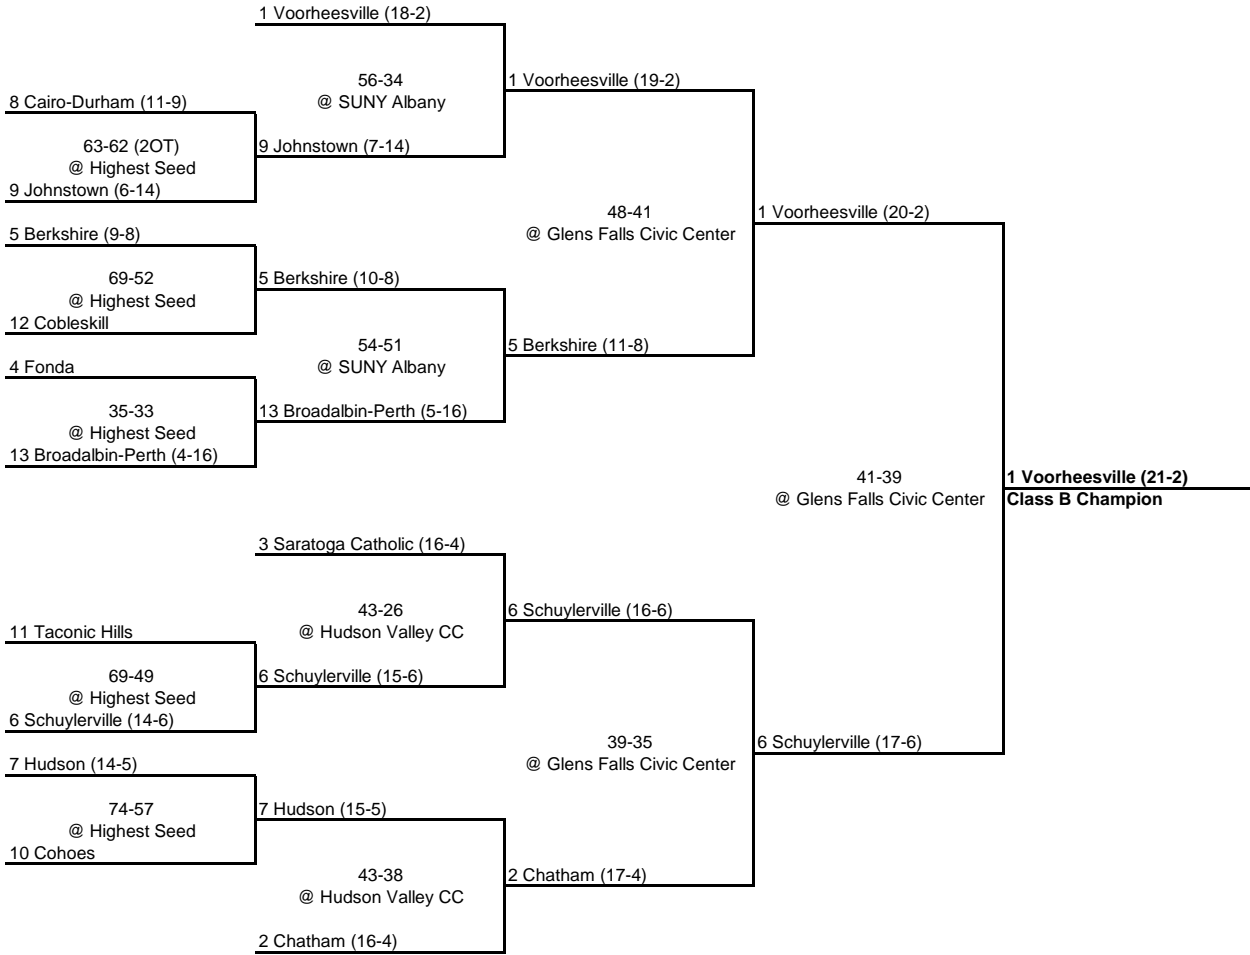 1 Voorheesville (18-2)
56-34
@ SUNY Albany
1 Voorheesville (19-2)
8 Cairo-Durham (11-9)
63-62 (2OT)
@ Highest Seed
9 Johnstown (7-14)
9 Johnstown (6-14)
48-41
@ Glens Falls Civic Center
1 Voorheesville (20-2)
5 Berkshire (9-8)
69-52
@ Highest Seed
5 Berkshire (10-8)
12 Cobleskill
54-51
@ SUNY Albany
5 Berkshire (11-8)
4 Fonda
35-33
@ Highest Seed
13 Broadalbin-Perth (5-16)
13 Broadalbin-Perth (4-16)
41-39
@ Glens Falls Civic Center
1 Voorheesville (21-2)
Class B Champion
3 Saratoga Catholic (16-4)
43-26
@ Hudson Valley CC
6 Schuylerville (16-6)
11 Taconic Hills
69-49
@ Highest Seed
6 Schuylerville (15-6)
6 Schuylerville (14-6)
39-35
@ Glens Falls Civic Center
6 Schuylerville (17-6)
7 Hudson (14-5)
74-57
@ Highest Seed
7 Hudson (15-5)
10 Cohoes
43-38
@ Hudson Valley CC
2 Chatham (17-4)
2 Chatham (16-4)